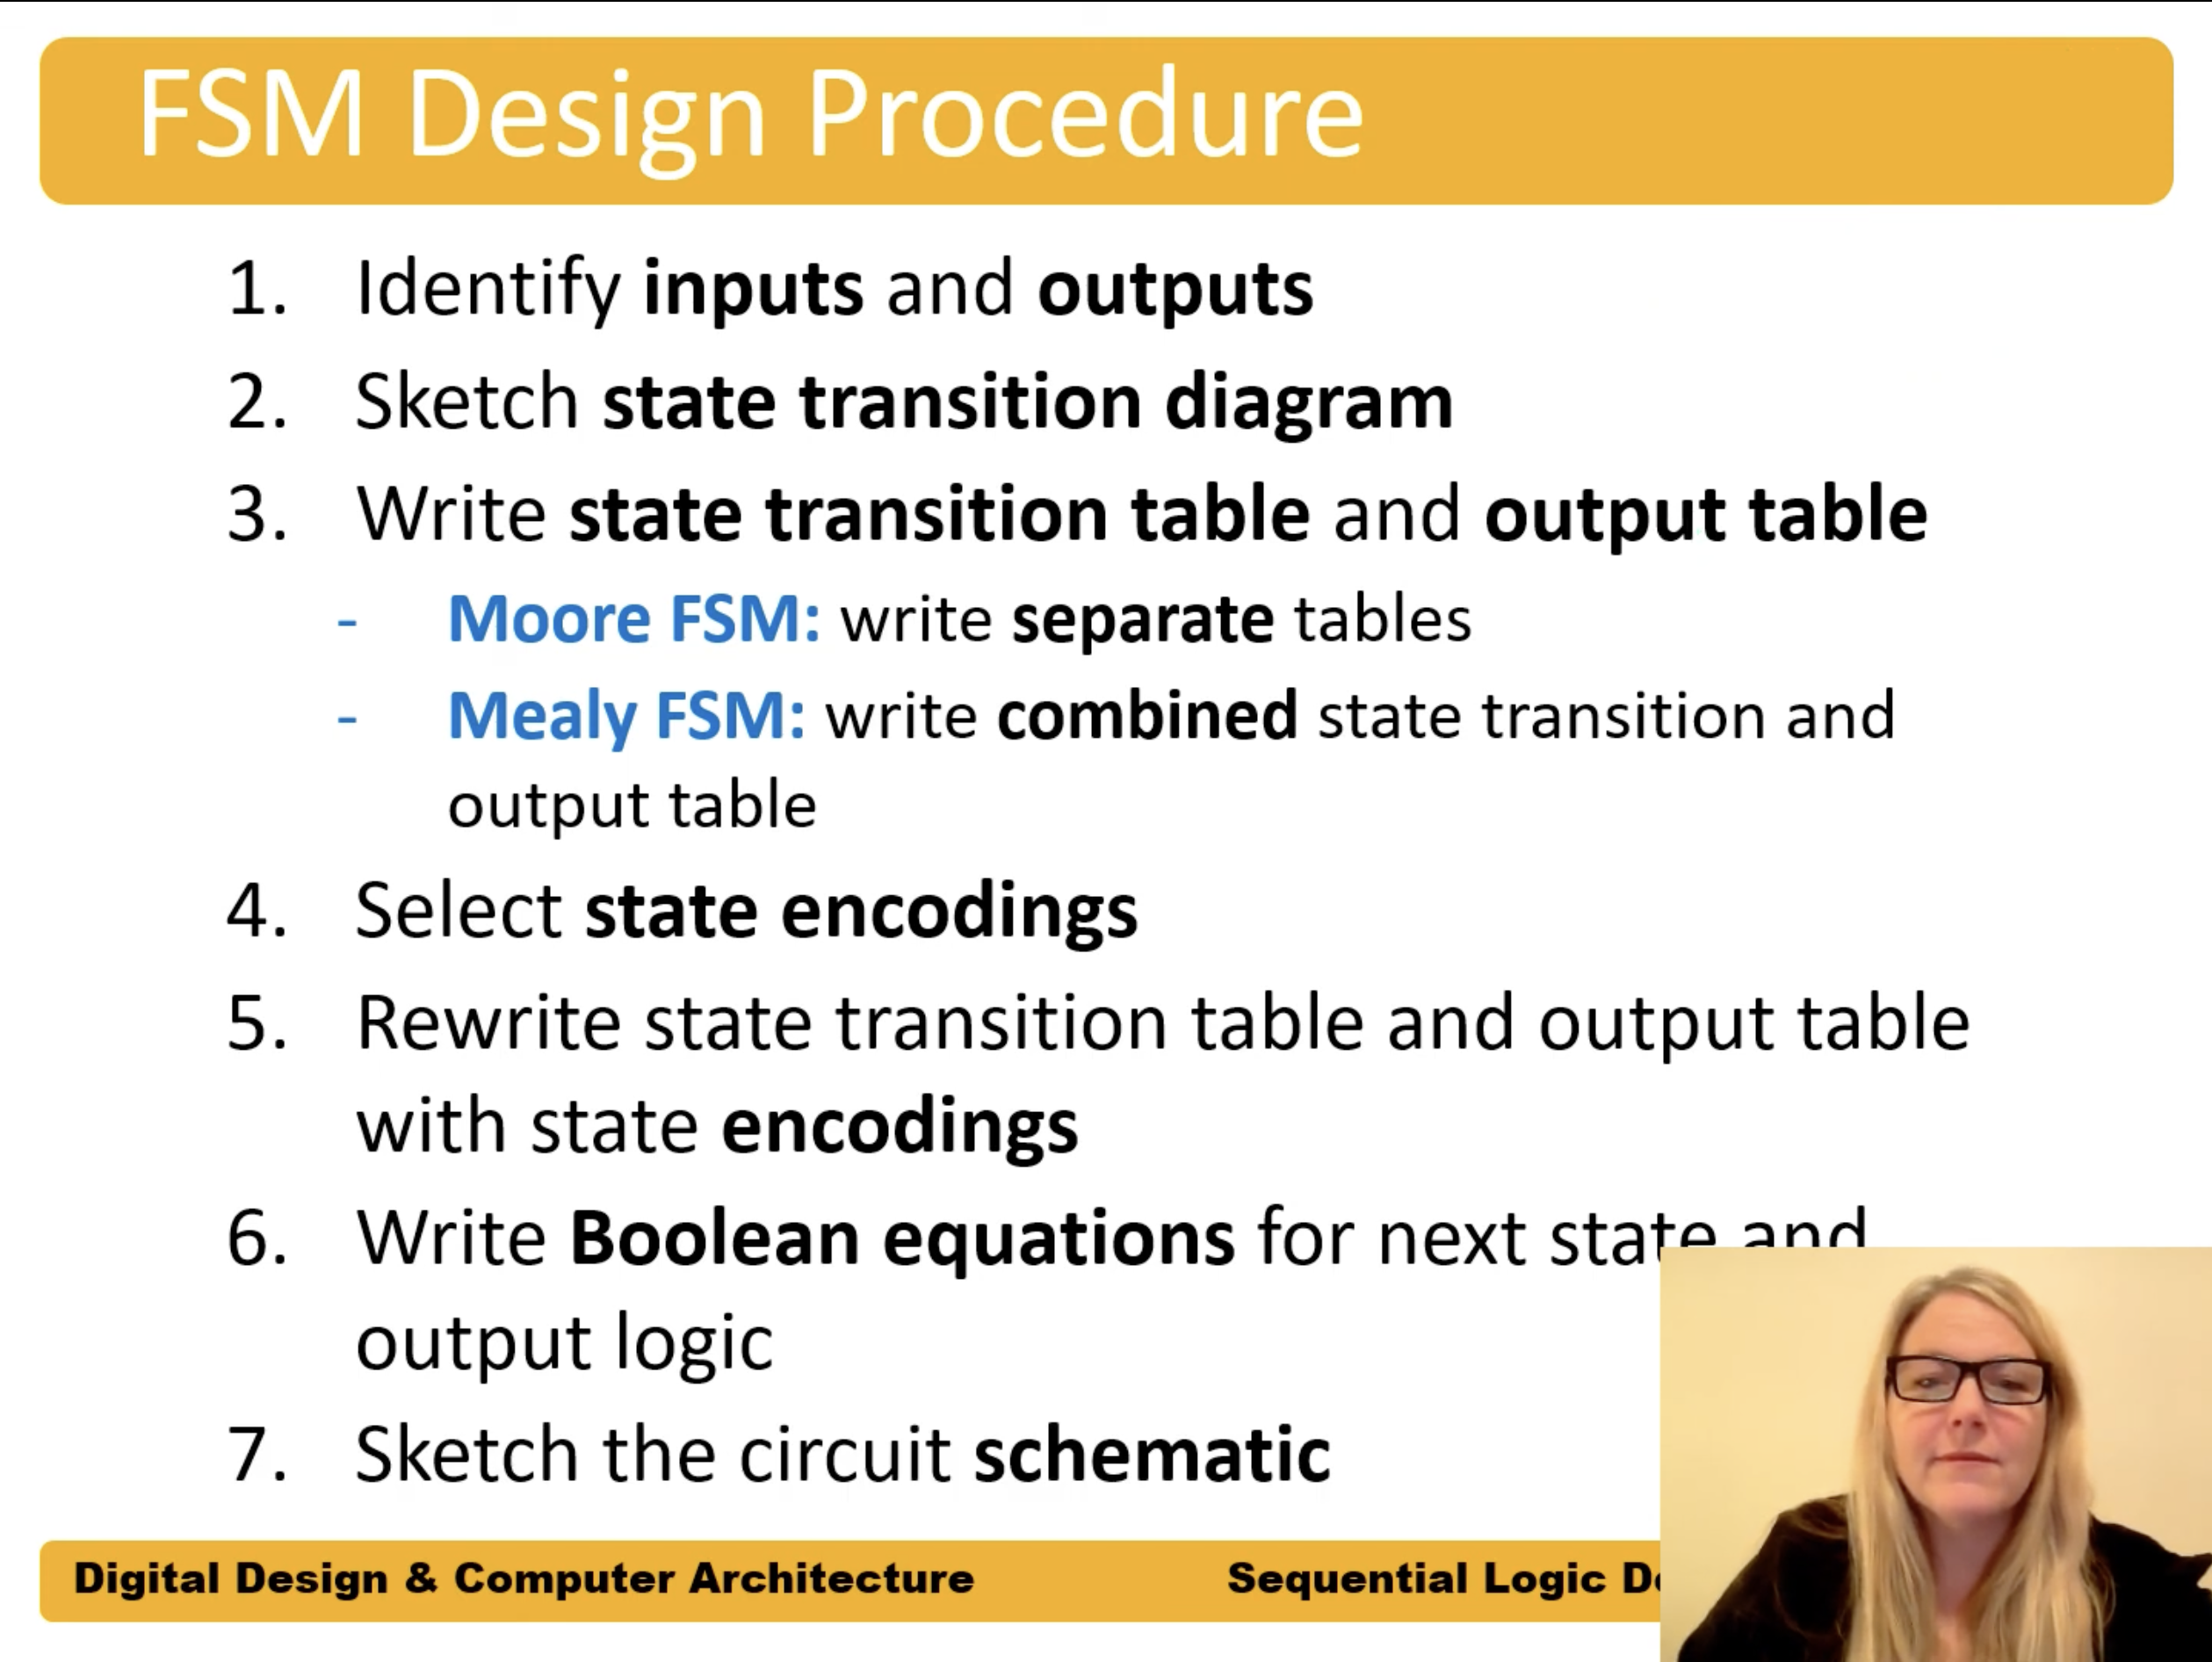 FSM Design Procedure
1. Identify inputs and outputs
2. Sketch state transition diagram
3. Write state transition table and output table
- Moore FSM: write separate tables
- Mealy FSM: write combined state transition and
output table
4. Select state encodings
5. Rewrite state transition table and output table
with state encodings
6. Write Boolean equations for next state and
output logic
7. Sketch the circuit schematic
Digital Design & Computer Architecture
Sequential Logic